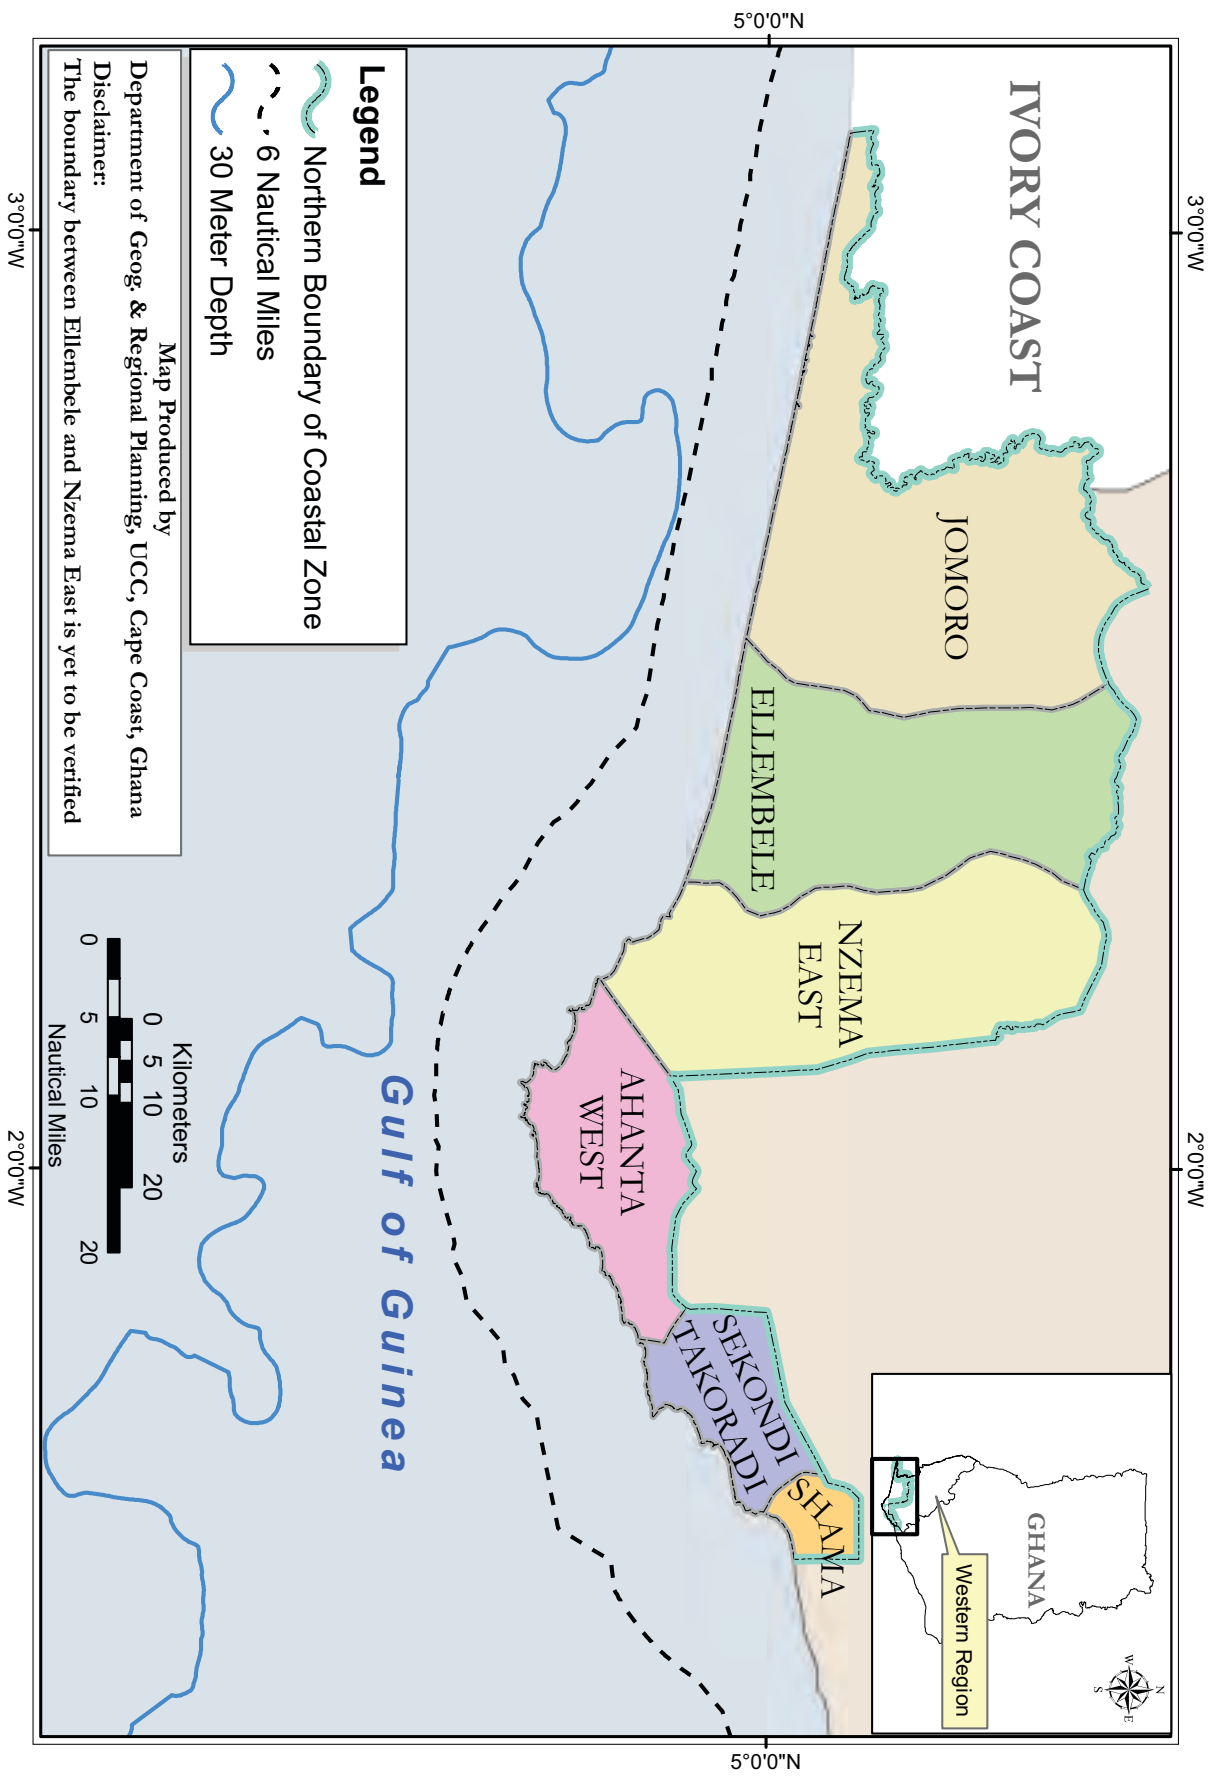 5°0'0"N
3°0'0"W
2°0'0"W
IVORY COAST
JOMORO
ELLEMBELE
NZEMA
EAST
AHANTA
WEST
SEKONDI
TAKORADI
SHAMA
GHANA
Western Region
N
W
E
S
Gulf of Guinea
Legend
Northern Boundary of Coastal Zone
6 Nautical Miles
30 Meter Depth
Map Produced by
Department of Geog. & Regional Planning, UCC, Cape Coast, Ghana
Disclaimer:
The boundary between Ellembele and Nzema East is yet to be verified
Kilometers
0 5 10 20
0 5 10 20
Nautical Miles
3°0'0"W
2°0'0"W
5°0'0"N